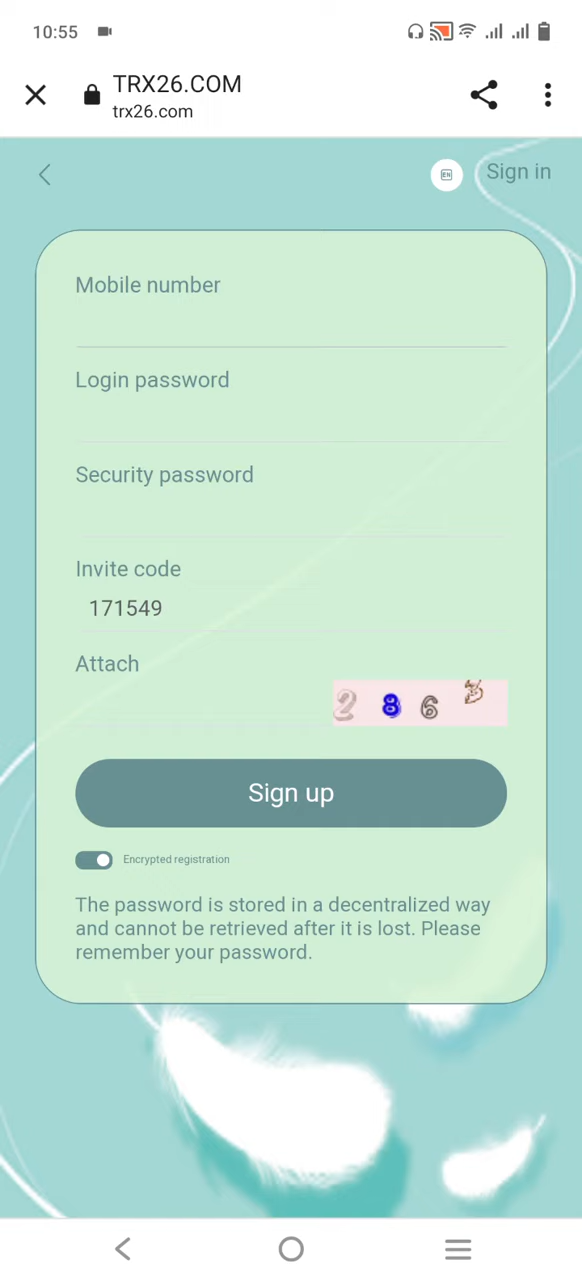 10:55
TRX26.COM
trx26.com
EN
Sign in
Mobile number
Login password
Security password
Invite code
171549
Attach
2 8 6 3
Sign up
Encrypted registration
The password is stored in a decentralized way
and cannot be retrieved after it is lost. Please
remember your password.